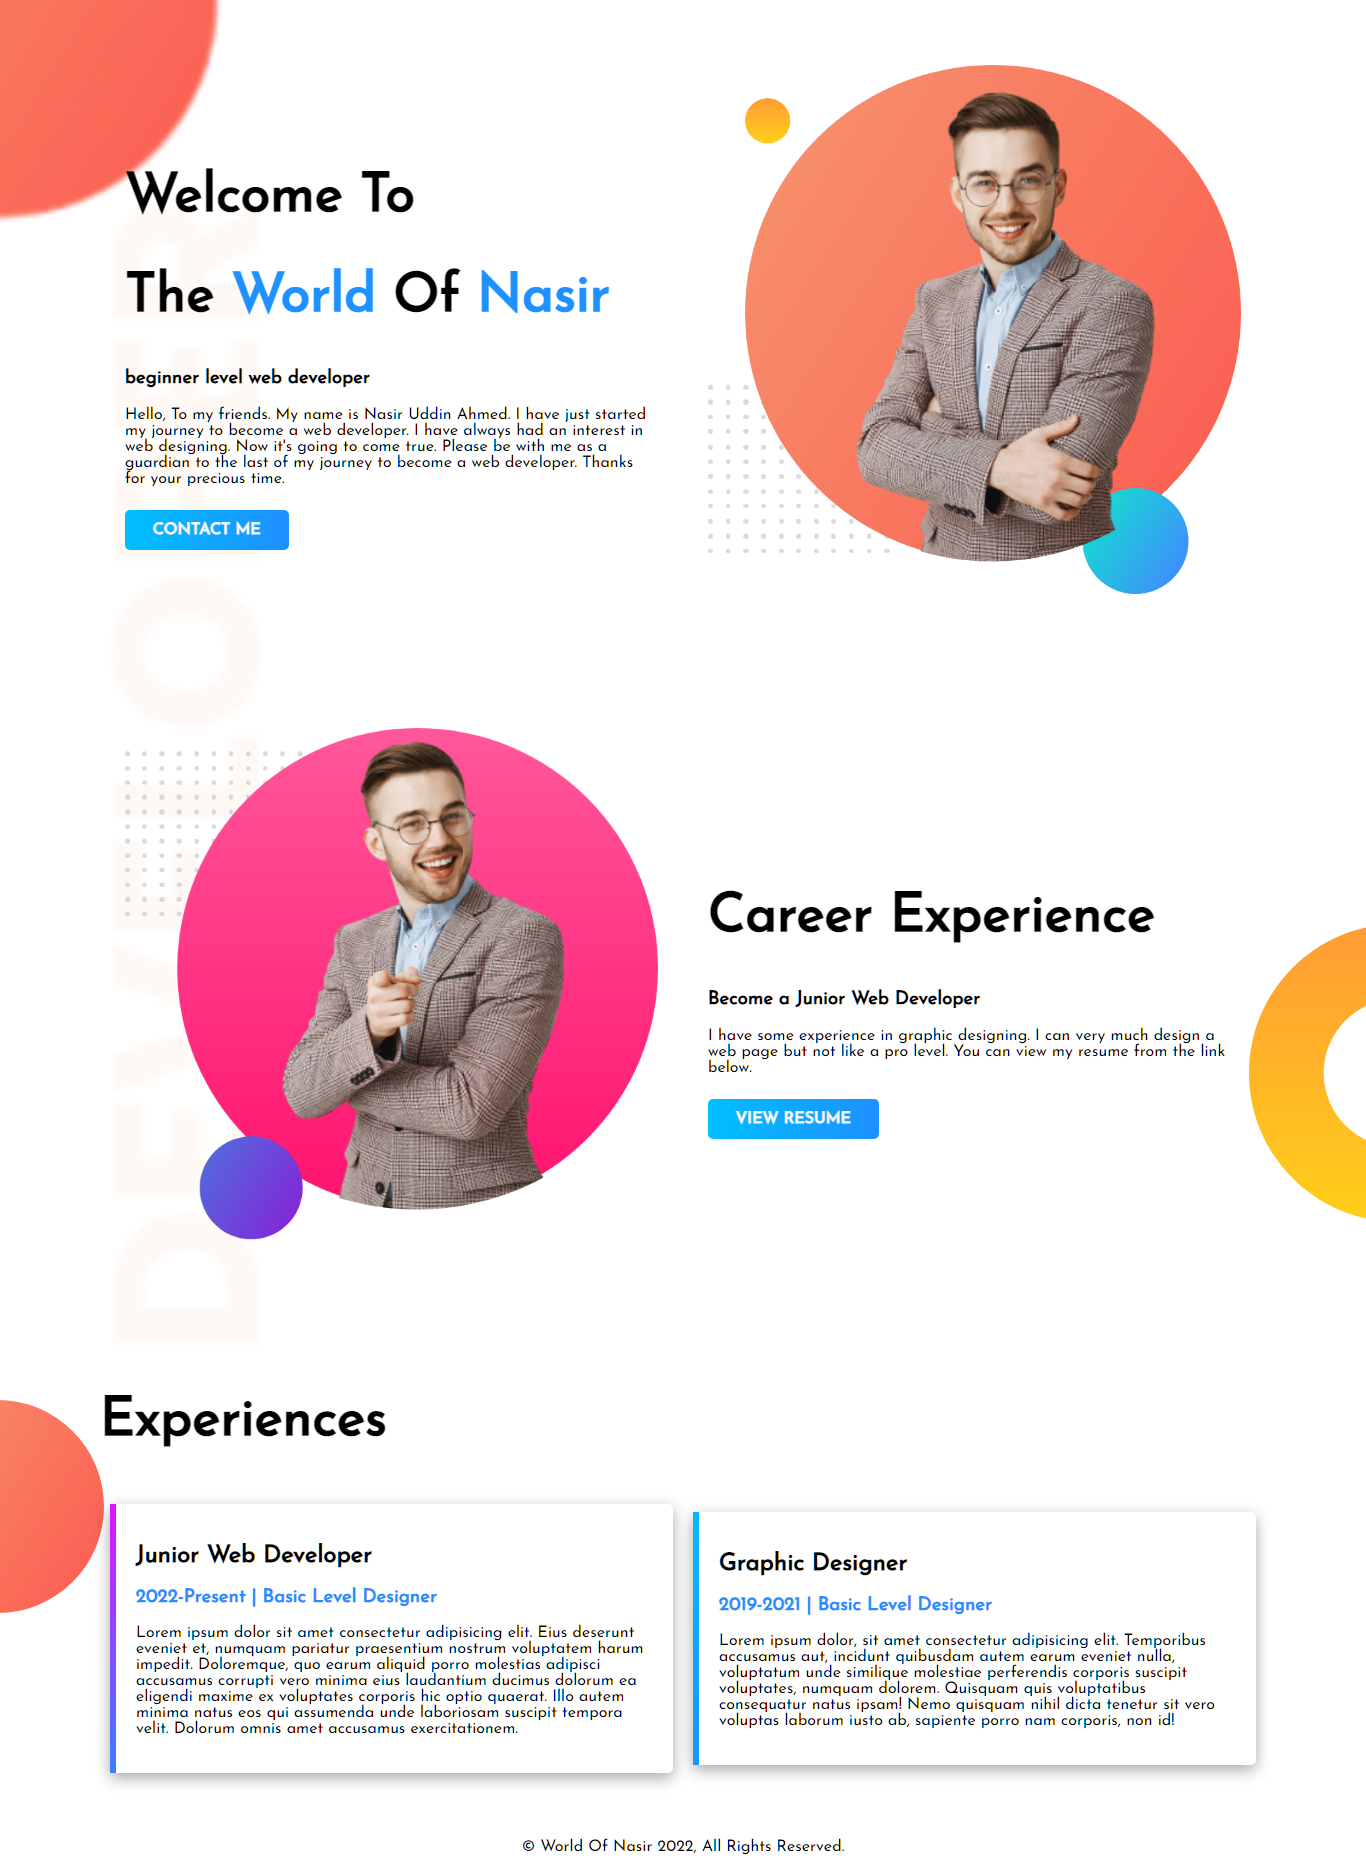 Welcome To
The World Of Nasir
beginner level web developer
Hello, To my friends. My name is Nasir Uddin Ahmed. I have just started
my journey to become a web developer. I have always had an interest in
web designing. Now it's going to come true. Please be with me as a
guardian to the last of my journey to become a web developer. Thanks
for your precious time.
CONTACT ME
DEVELOPER
Career Experience
Become a Junior Web Developer
I have some experience in graphic designing. I can very much design a
web page but not like a pro level. You can view my resume from the link
below.
VIEW RESUME
Experiences
Junior Web Developer
2022-Present | Basic Level Designer
Lorem ipsum dolor sit amet consectetur adipisicing elit. Eius deserunt
eveniet et, numquam pariatur praesentium nostrum voluptatem harum
impedit. Doloremque, quo earum aliquid porro molestias adipisci
accusamus corrupti vero minima eius laudantium ducimus dolorum ea
eligendi maxime ex voluptates corporis hic optio quaerat. Illo autem
minima natus eos qui assumenda unde laboriosam suscipit tempora
velit. Dolorum omnis amet accusamus exercitationem.
Graphic Designer
2019-2021 | Basic Level Designer
Lorem ipsum dolor, sit amet consectetur adipisicing elit. Temporibus
accusamus aut, incidunt quibusdam autem earum eveniet nulla,
voluptatum unde similique molestiae perferendis corporis suscipit
voluptates, numquam dolorem. Quisquam quis voluptatibus
consequatur natus ipsam! Nemo quisquam nihil dicta tenetur sit vero
voluptas laborum iusto ab, sapiente porro nam corporis, non id!
© World Of Nasir 2022, All Rights Reserved.